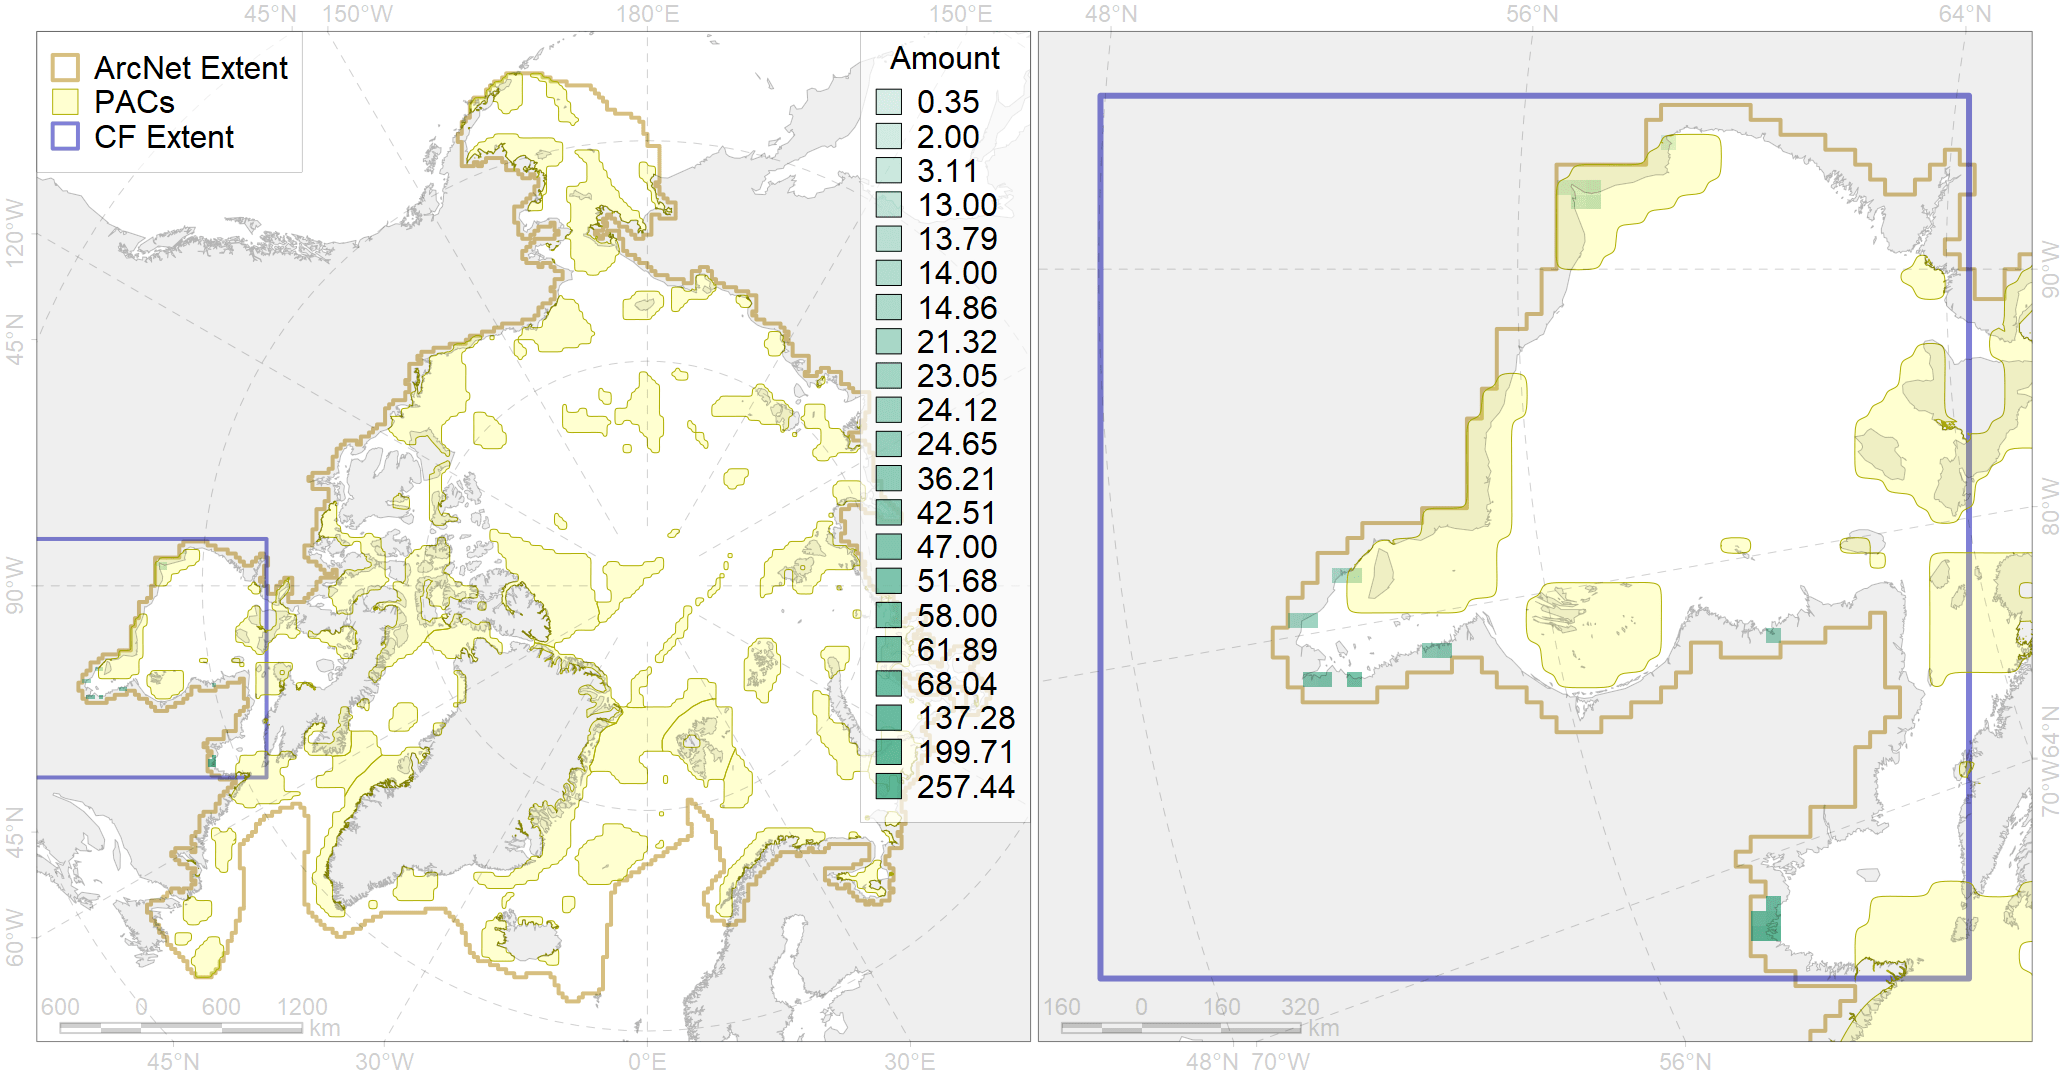 45°N 150°W 180°E 150°E 48°N 56°N 64°N
ArcNet Extent
PACs
CF Extent
Amount
0.35
2.00
3.11
13.00
13.79
14.00
14.86
21.32
23.05
24.12
24.65
36.21
42.51
47.00
51.68
58.00
61.89
68.04
137.28
199.71
257.44
120°W
45°N
90°W
45°N
60°W
90°W
80°W
64°N
70°W
600 0 600 1200
km
160 0 160 320
km
45°N 30°W 0°E 30°E 48°N 70°W 56°N